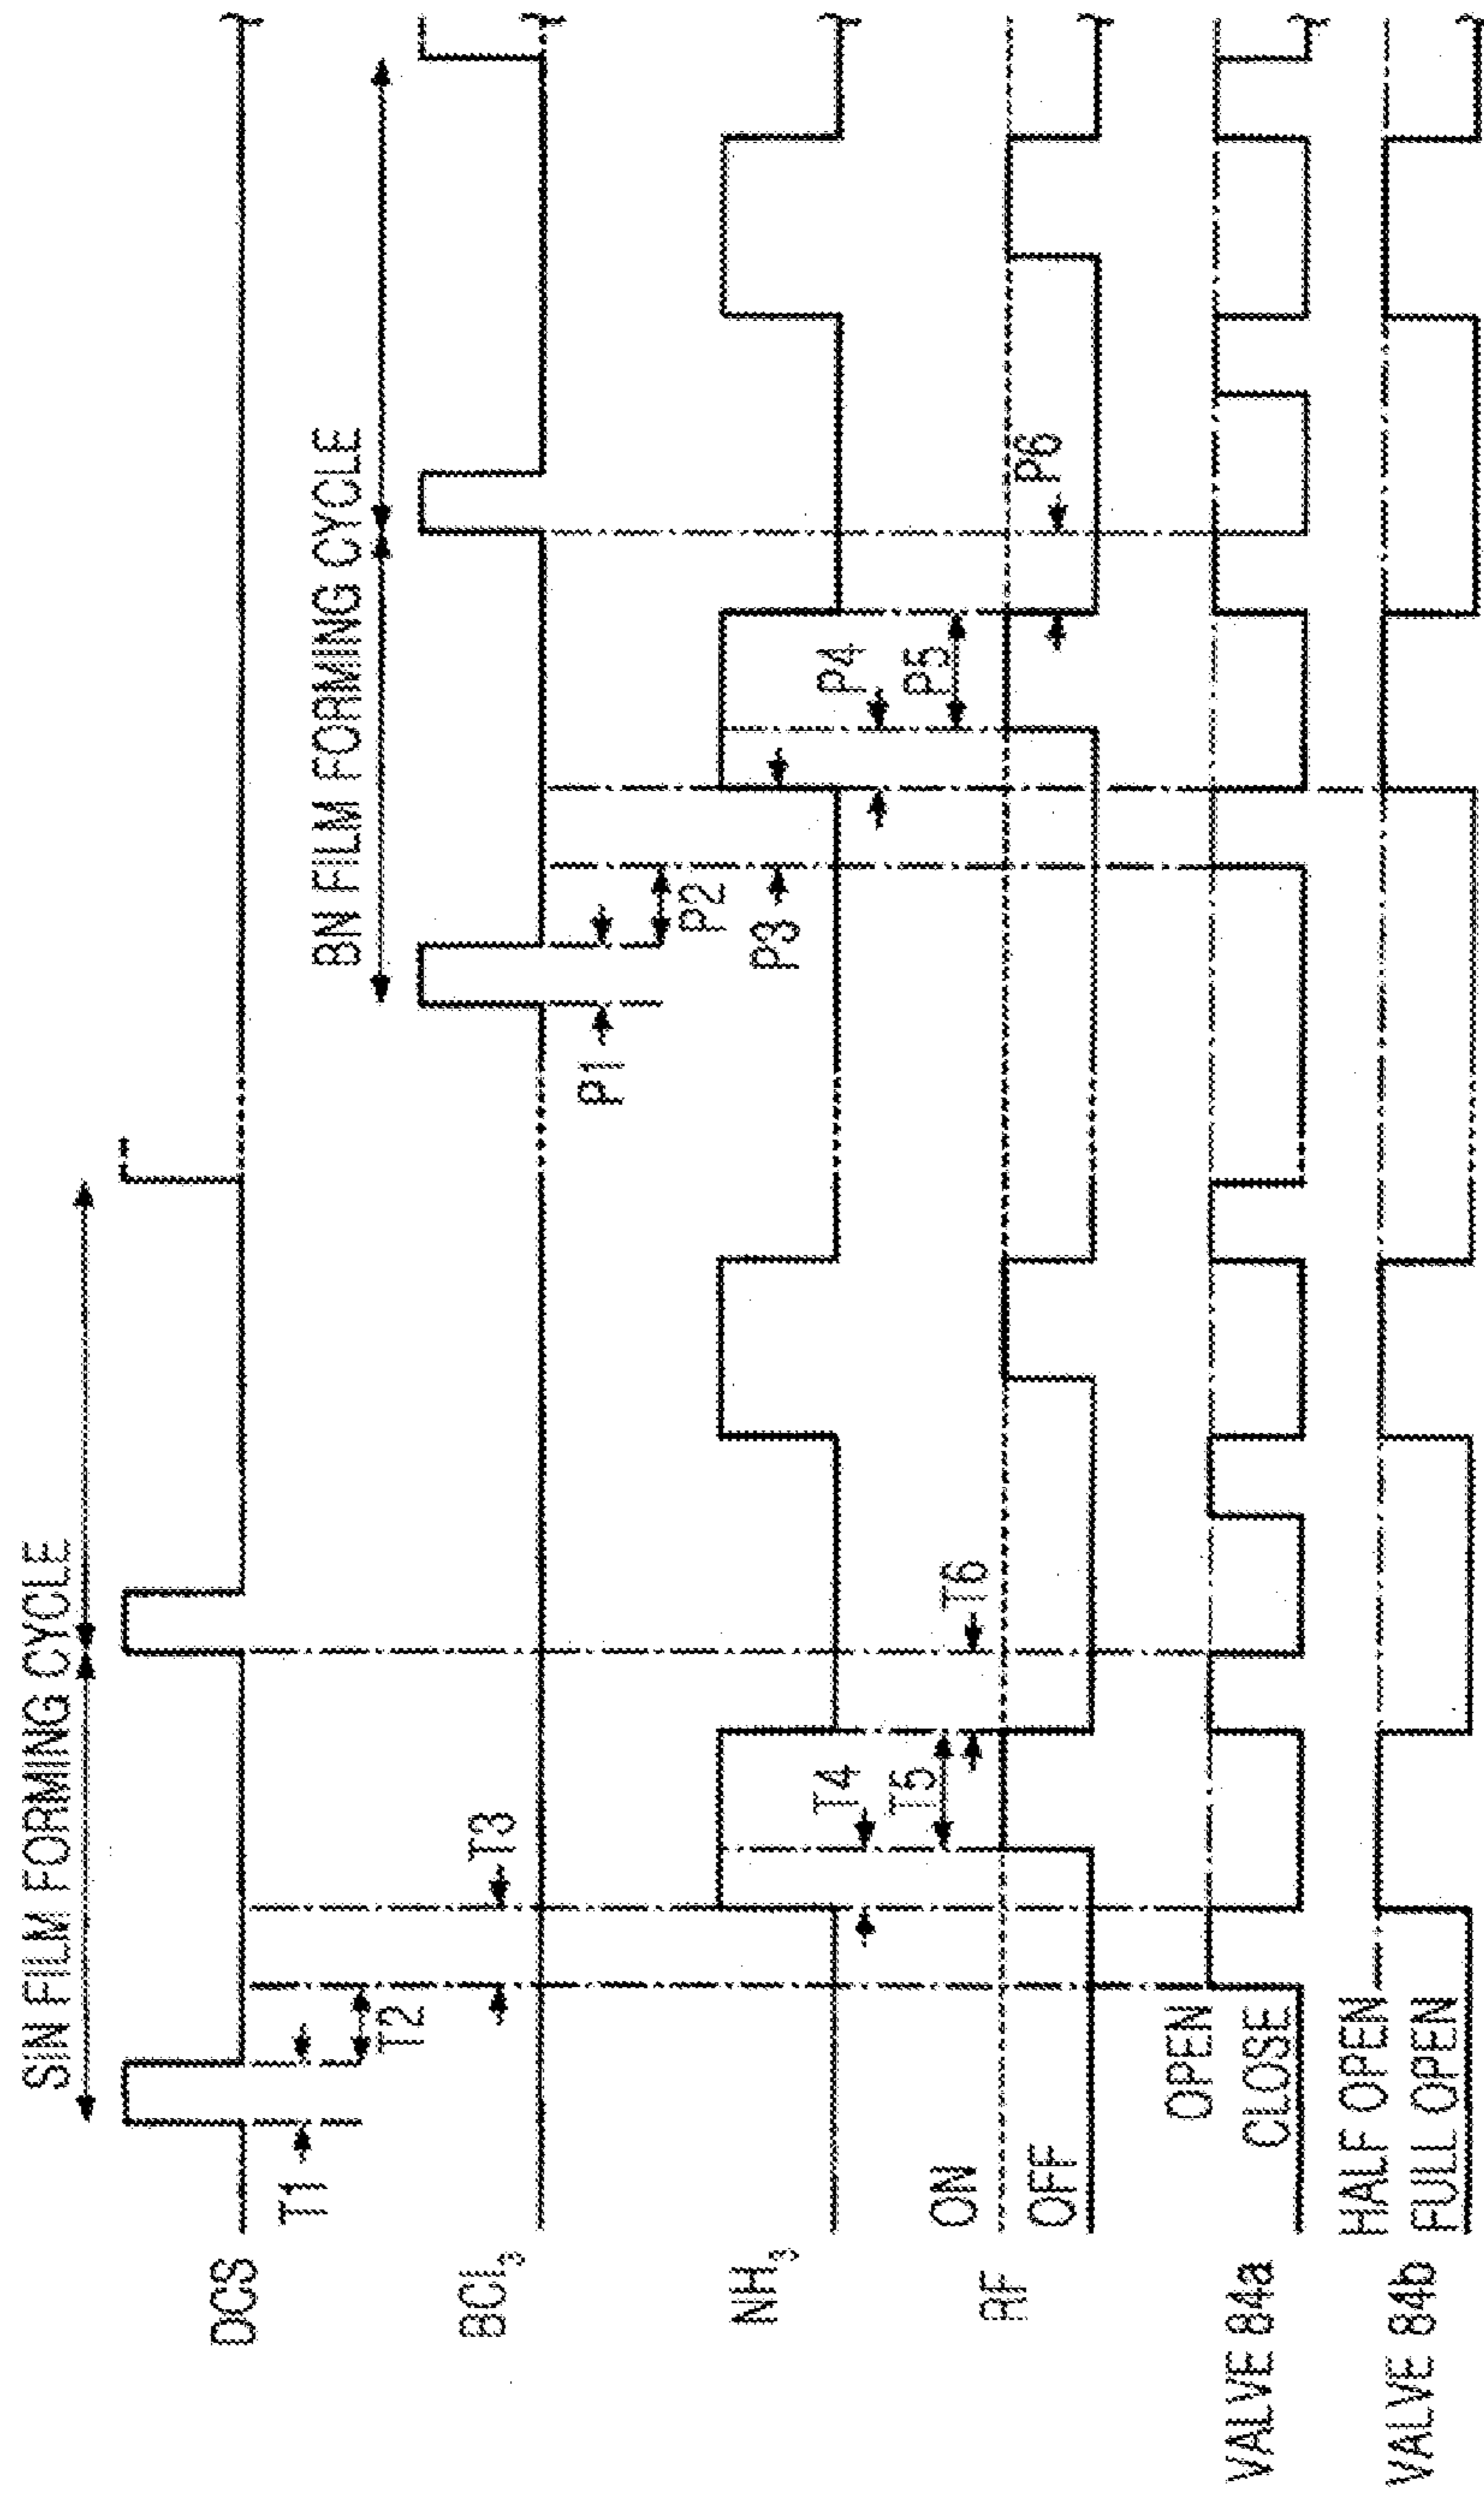 SIN FILM FORMING CYCLE
BN FILM FORMING CYCLE
DCS
T1
T2
BCl3
T3
P1
P2
P3
NH3
T4
T5
T6
P4
P5
P6
RF
ON
OFF
VALVE 84a
OPEN
CLOSE
VALVE 84b
HALF OPEN
FULL OPEN